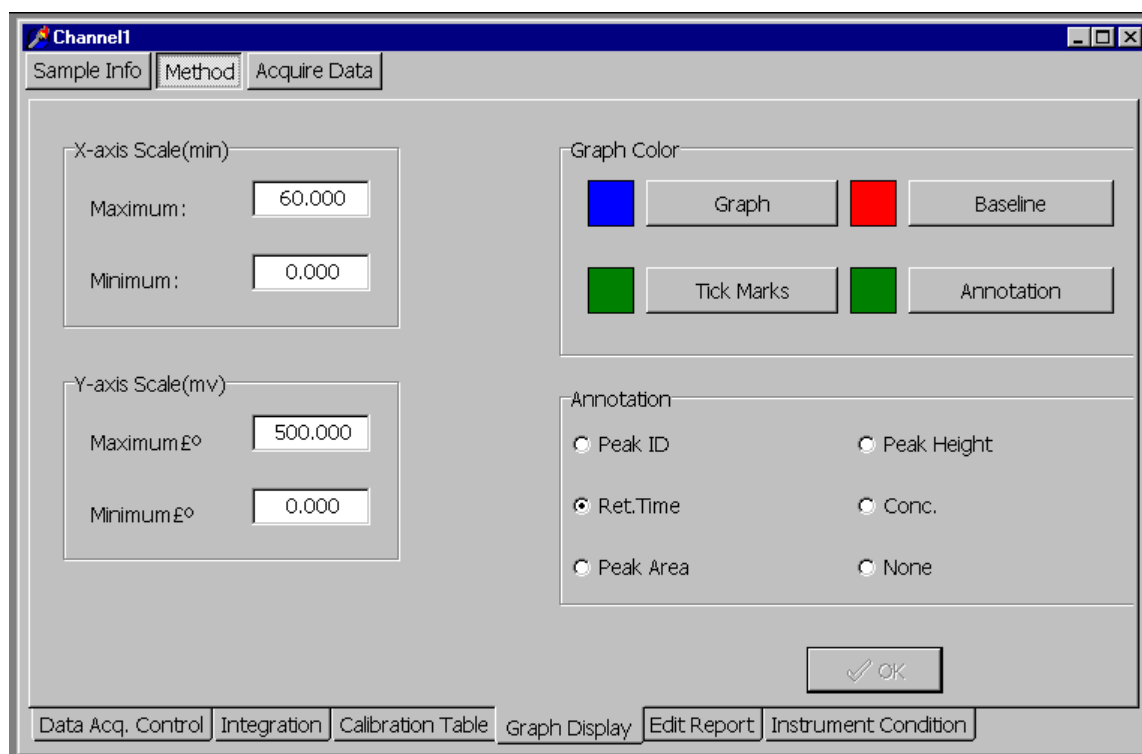 Channel1
Sample Info Method Acquire Data
X-axis Scale(min)
Maximum: 60.000
Minimum: 0.000
Y-axis Scale(mv)
Maximum£º 500.000
Minimum£º 0.000
Graph Color
Graph Baseline
Tick Marks Annotation
Annotation
Peak ID Peak Height
Ret.Time Conc.
Peak Area None
OK
Data Acq. Control Integration Calibration Table Graph Display Edit Report Instrument Condition